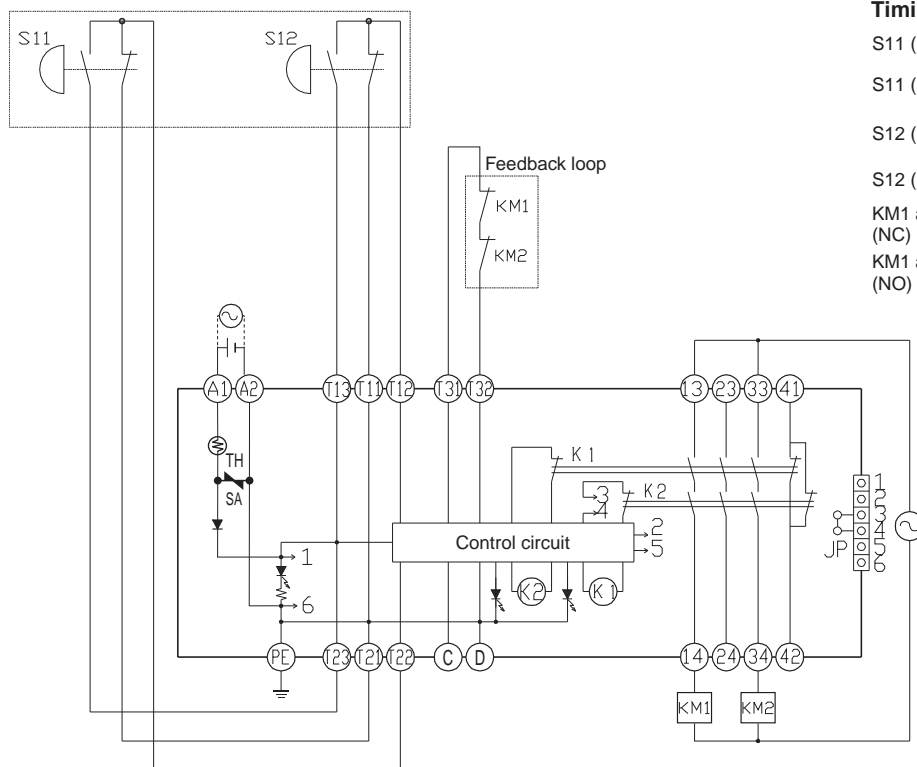 Timi
S11
S12
S11 (
S11 (
S12 (
S12 (
KM1 a
(NC)
KM1 a
(NO)
Feedback loop
KM1
KM2
A1 A2 T13 T11 T12 T31 T32 13 23 33 41
TH
SA
K1
K2
3
4
2
5
Control circuit
1
6
K2 K1
JP
1
2
3
4
5
6
PE T23 T21 T22 C D 14 24 34 42
KM1 KM2